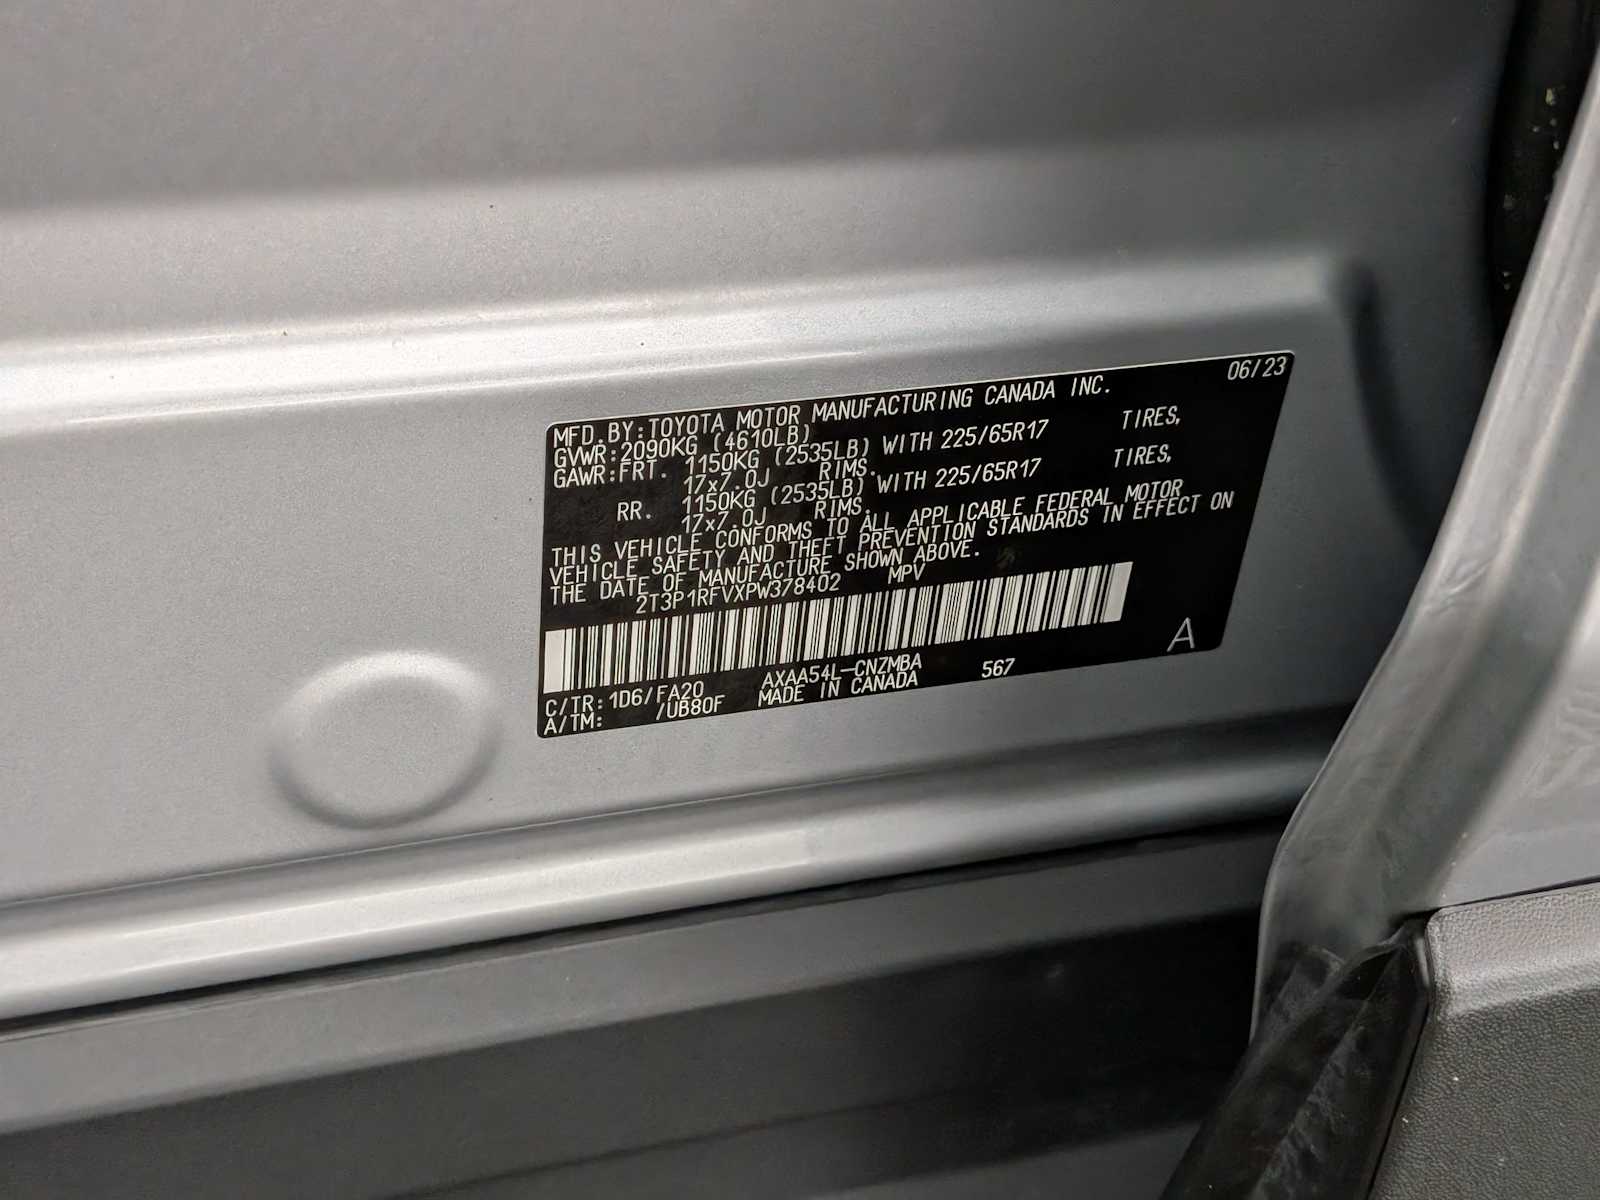 06/23
MFD.BY:TOYOTA MOTOR MANUFACTURING CANADA INC.
GVWR:2090KG (4610LB)
GAWR:FRT. 1150KG (2535LB) WITH 225/65R17 TIRES,
17x7.0J RIMS.
RR. 1150KG (2535LB) WITH 225/65R17 TIRES,
17x7.0J RIMS.
THIS VEHICLE CONFORMS TO ALL APPLICABLE FEDERAL MOTOR
VEHICLE SAFETY AND THEFT PREVENTION STANDARDS IN EFFECT ON
THE DATE OF MANUFACTURE SHOWN ABOVE.
2T3P1RFVXPW378402 MPV
A
C/TR:1D6/FA20 AXAA54L-CNZMBA 567
A/TM: /UB80F MADE IN CANADA